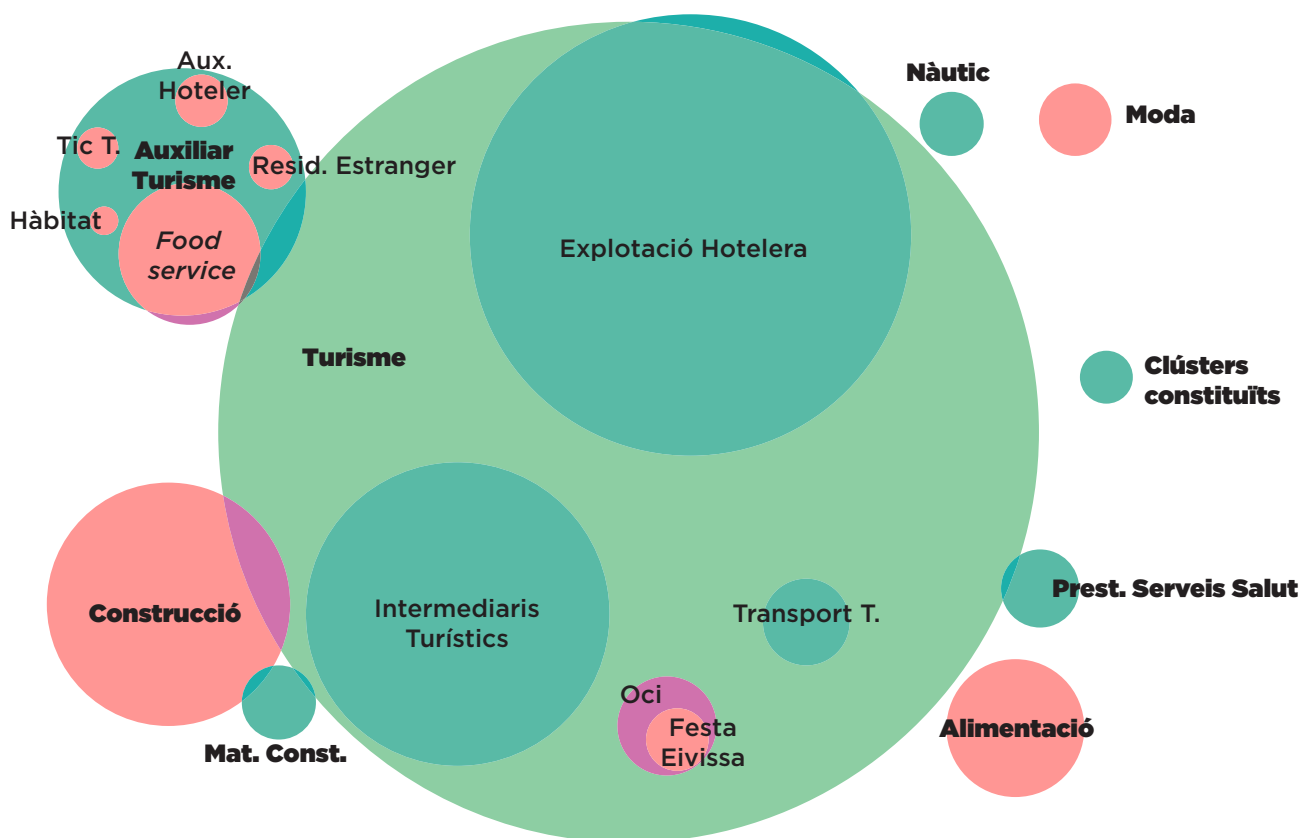 Aux.
Hoteler
Tic T.
Auxiliar
Turisme
Resid. Estranger
Hàbitat
Food
service
Nàutic
Moda
Explotació Hotelera
Turisme
Clústers
constituïts
Construcció
Intermediaris
Turístics
Transport T.
Prest. Serveis Salut
Oci
Festa
Eivissa
Alimentació
Mat. Const.